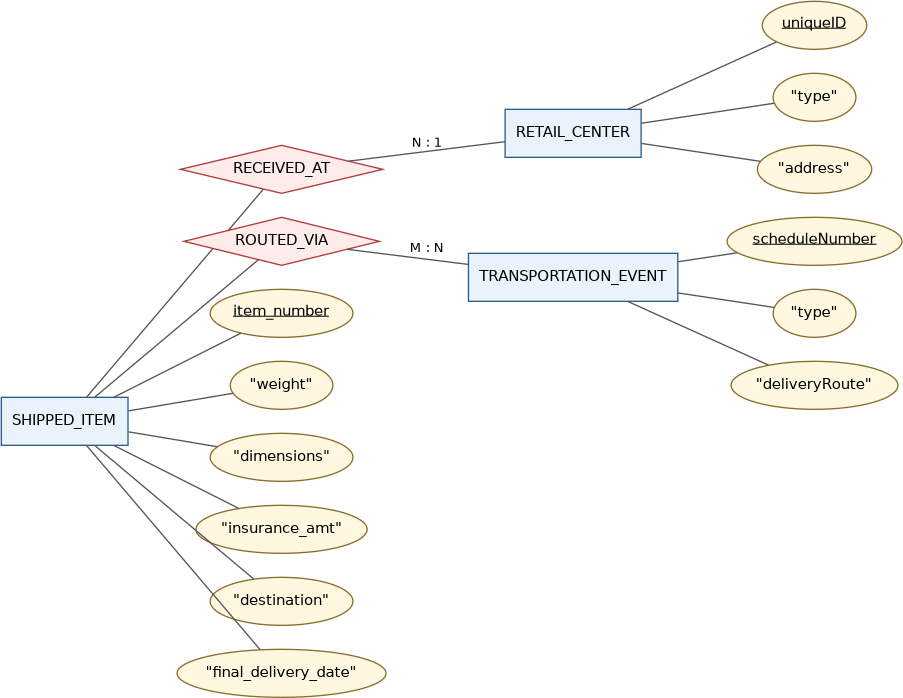 uniqueID
"type"
RETAIL_CENTER
N : 1
RECEIVED_AT
"address"
ROUTED_VIA
M : N
scheduleNumber
TRANSPORTATION_EVENT
item_number
"type"
"weight"
"deliveryRoute"
SHIPPED_ITEM
"dimensions"
"insurance_amt"
"destination"
"final_delivery_date"